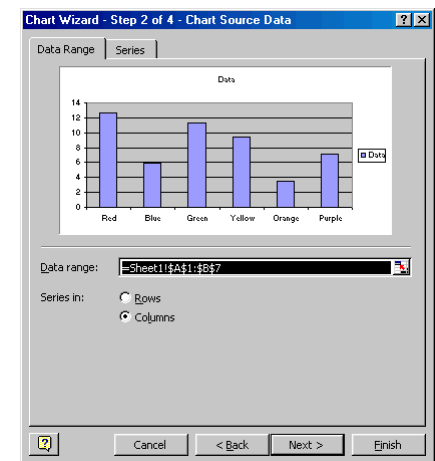 Chart Wizard - Step 2 of 4 - Chart Source Data
Data Range Series
Data
14
12
10
8
6
4
2
0
Red Blue Green Yellow Orange Purple
Data
Data range: =Sheet1!$A$1:$B$7
Series in: Rows
Columns
Cancel < Back Next > Finish